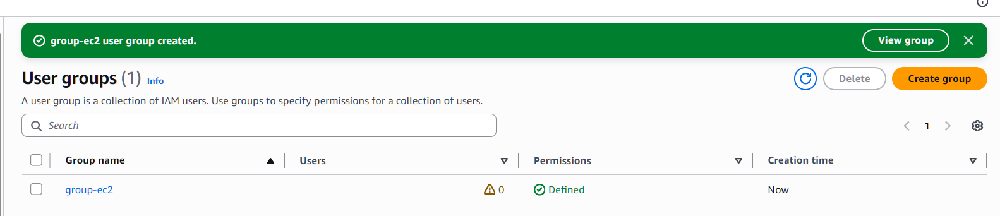 group-ec2 user group created.
View group
User groups (1) Info
Delete
Create group
A user group is a collection of IAM users. Use groups to specify permissions for a collection of users.
Search
1
Group name
Users
Permissions
Creation time
group-ec2
0
Defined
Now